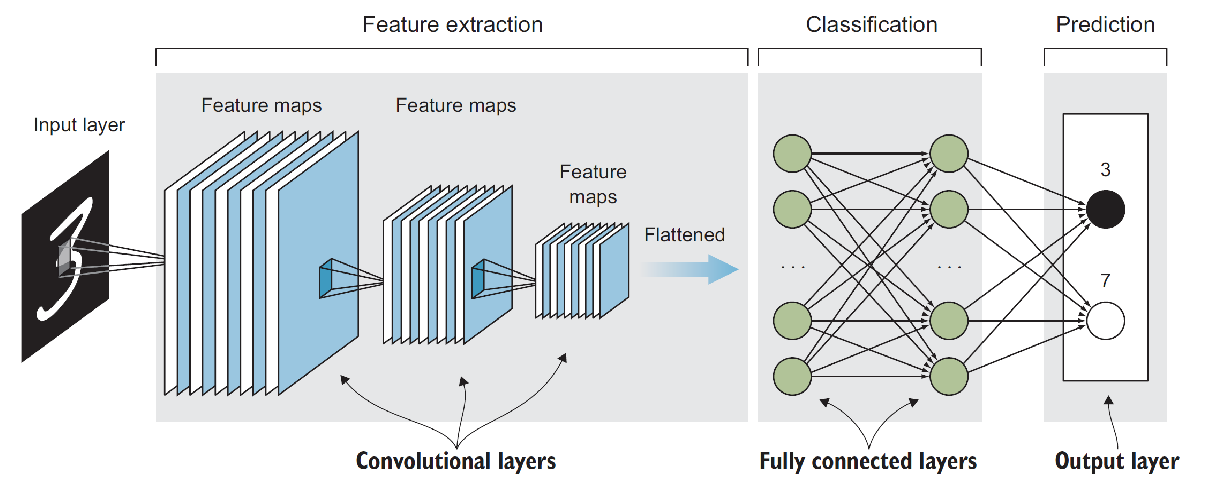 Feature extraction
Classification
Prediction
Input layer
Feature maps
Feature maps
Feature
maps
Flattened
. . .
. . .
3
7
Convolutional layers
Fully connected layers
Output layer